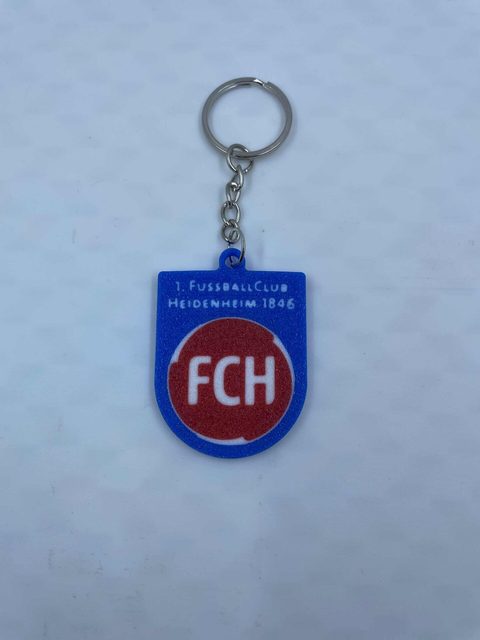 1. FUSSBALLCLUB
HEIDENHEIM 1846
FCH